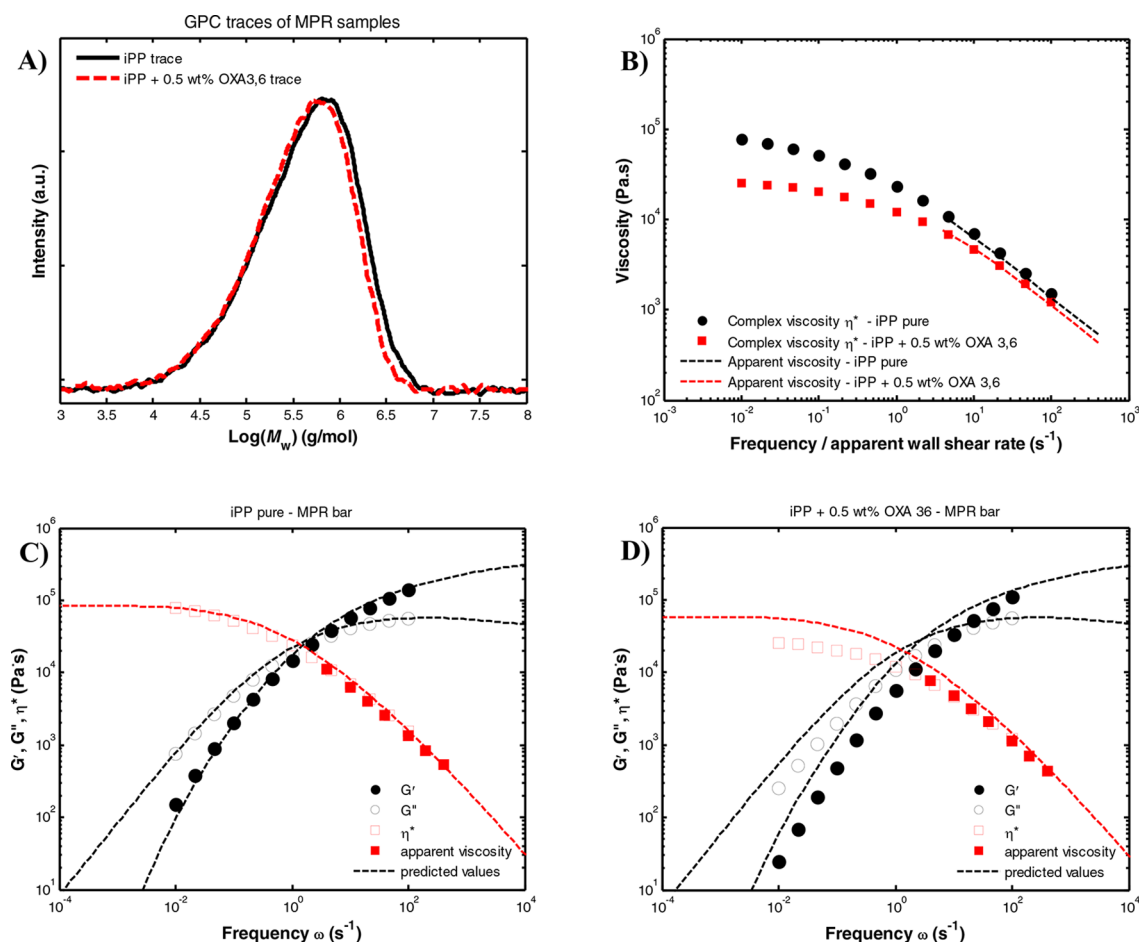 GPC traces of MPR samples
A)
iPP trace
iPP + 0.5 wt% OXA3,6 trace
Intensity (a.u.)
3 3.5 4 4.5 5 5.5 6 6.5 7 7.5 8
Log(Mw) (g/mol)
B)
10^6
10^5
10^4
10^3
10^2
Viscosity (Pa.s)
Complex viscosity η* - iPP pure
Complex viscosity η* - iPP + 0.5 wt% OXA 3,6
Apparent viscosity - iPP pure
Apparent viscosity - iPP + 0.5 wt% OXA 3,6
10^-3 10^-2 10^-1 10^0 10^1 10^2 10^3
Frequency / apparent wall shear rate (s^-1)
iPP pure - MPR bar
C)
10^6
10^5
10^4
10^3
10^2
10^1
G', G'', η* (Pa·s)
G'
G"
η*
apparent viscosity
predicted values
10^-4 10^-2 10^0 10^2 10^4
Frequency ω (s^-1)
iPP + 0.5 wt% OXA 36 - MPR bar
D)
10^6
10^5
10^4
10^3
10^2
10^1
G', G'', η* (Pa·s)
G'
G"
η*
apparent viscosity
predicted values
10^-4 10^-2 10^0 10^2 10^4
Frequency ω (s^-1)